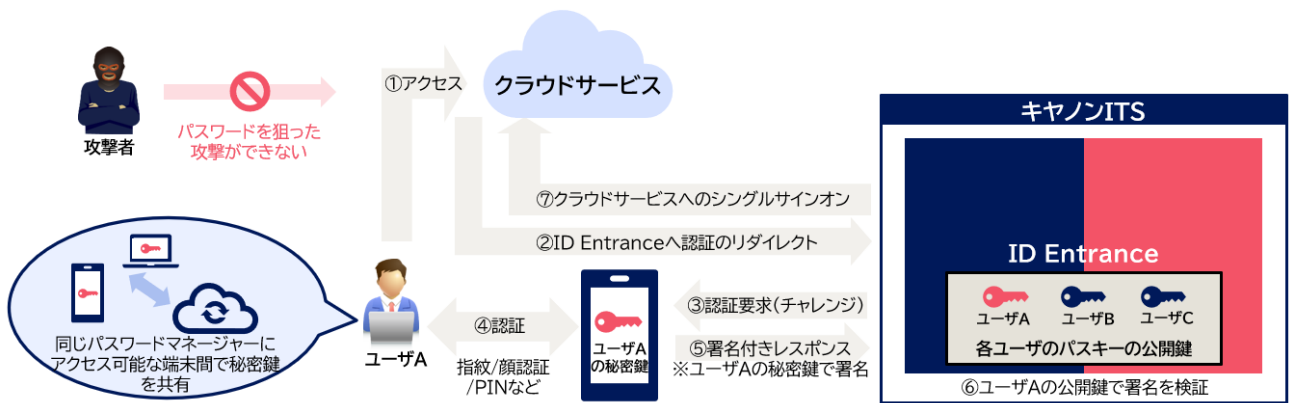 ①アクセス
クラウドサービス
パスワードを狙った
攻撃ができない
攻撃者
キヤノンITS
⑦クラウドサービスへのシングルサインオン
②ID Entranceへ認証のリダイレクト
ID Entrance
ユーザA
ユーザB
ユーザC
各ユーザのパスキーの公開鍵
⑥ユーザAの公開鍵で署名を検証
③認証要求(チャレンジ)
⑤署名付きレスポンス
※ユーザAの秘密鍵で署名
④認証
指紋/顔認証
/PINなど
ユーザA
の秘密鍵
ユーザA
同じパスワードマネージャーに
アクセス可能な端末間で秘密鍵
を共有